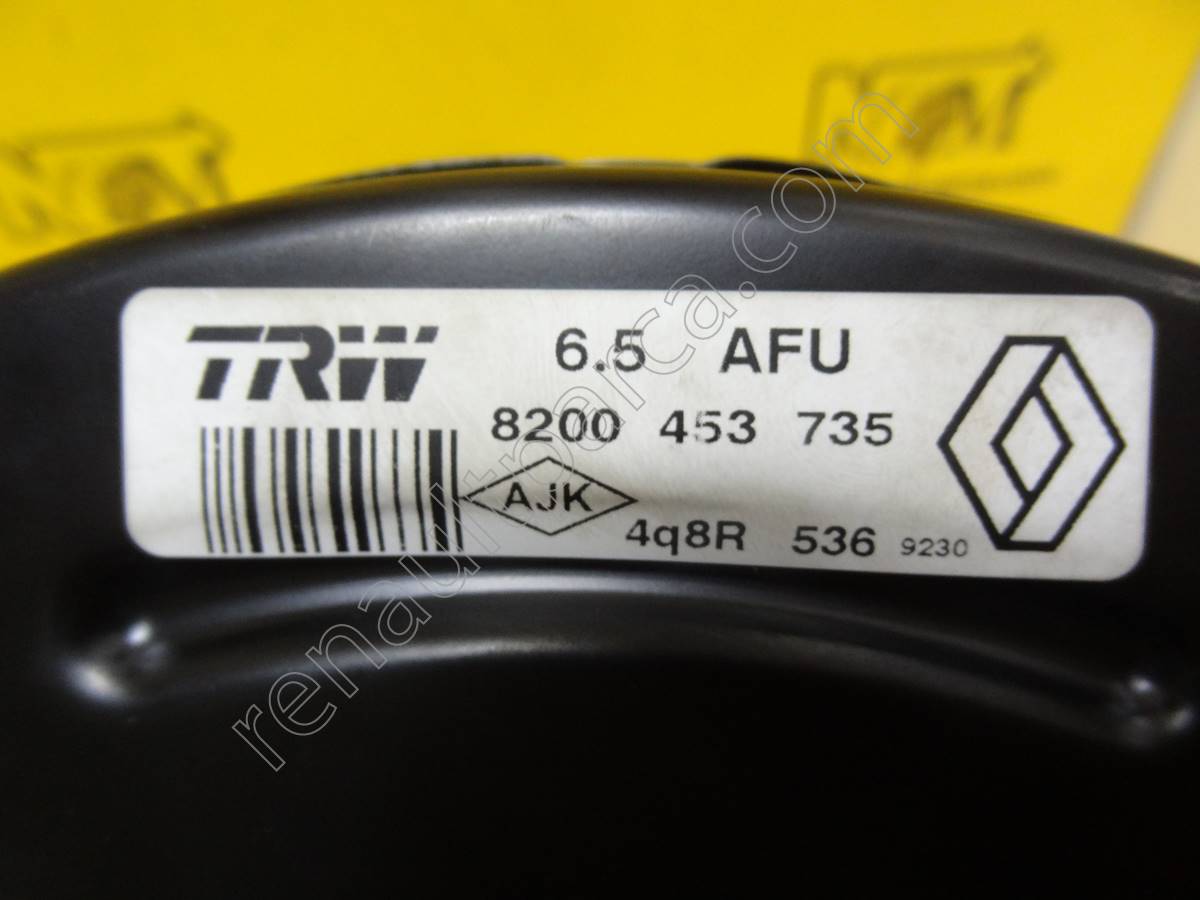 TRW
6.5 AFU
8200 453 735
AJK
4q8R 536 9230
renaultparca.com